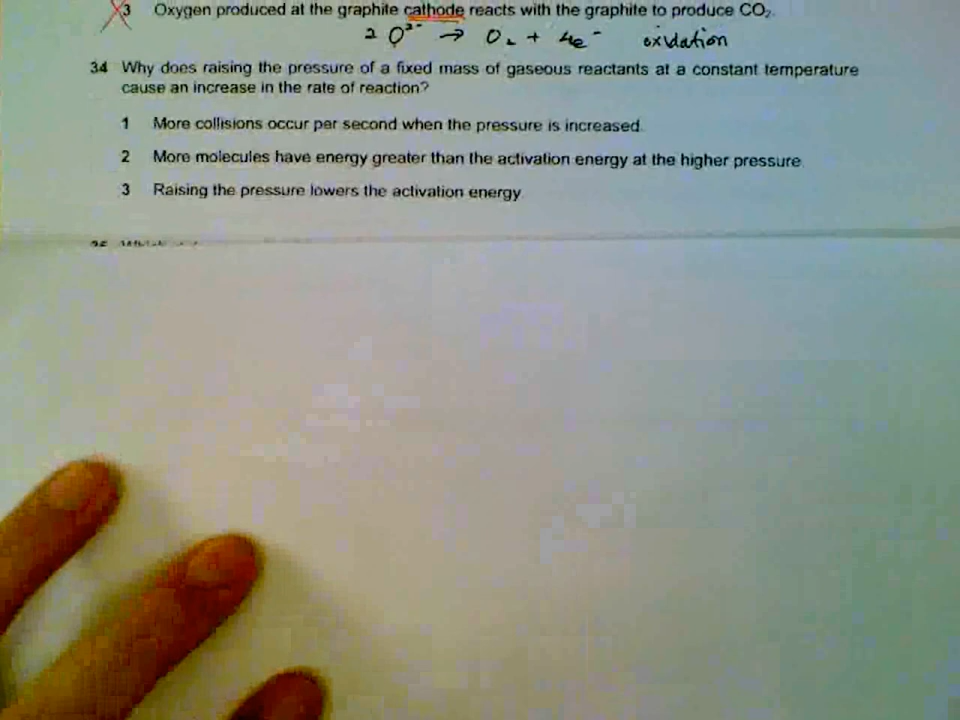 3 Oxygen produced at the graphite cathode reacts with the graphite to produce CO₂.
2 O²⁻ → O₂ + 4e⁻ oxidation
34 Why does raising the pressure of a fixed mass of gaseous reactants at a constant temperature
cause an increase in the rate of reaction?
1 More collisions occur per second when the pressure is increased.
2 More molecules have energy greater than the activation energy at the higher pressure.
3 Raising the pressure lowers the activation energy.